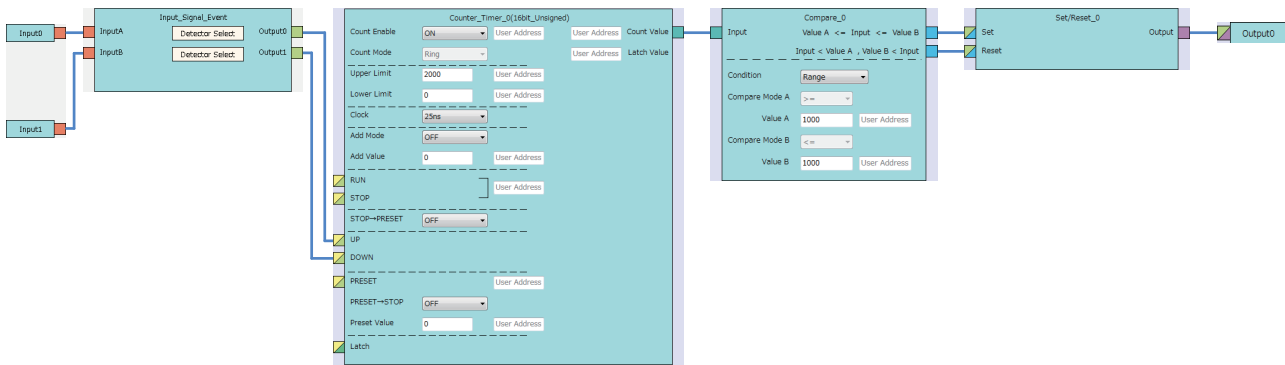 Input0
Input1
Input_Signal_Event
InputA Detector Select Output0
InputB Detector Select Output1
Counter_Timer_0(16bit_Unsigned)
Count Enable ON User Address User Address Count Value
Count Mode Ring User Address Latch Value
Upper Limit 2000 User Address
Lower Limit 0 User Address
Clock 25ns
Add Mode OFF
Add Value 0 User Address
RUN
User Address
STOP
STOP→PRESET OFF
UP
DOWN
PRESET User Address
PRESET→STOP OFF
Preset Value 0 User Address
Latch
Compare_0
Input Value A <= Input <= Value B
Input < Value A , Value B < Input
Condition Range
Compare Mode A >=
Value A 1000 User Address
Compare Mode B <=
Value B 1000 User Address
Set/Reset_0
Set Output
Reset
Output0